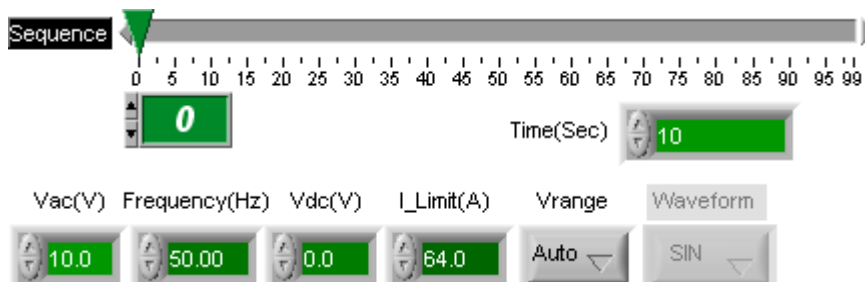 Sequence
0 5 10 15 20 25 30 35 40 45 50 55 60 65 70 75 80 85 90 95 99
0
Time(Sec) 10
Vac(V) Frequency(Hz) Vdc(V) I_Limit(A) Vrange Waveform
10.0 50.00 0.0 64.0 Auto SIN